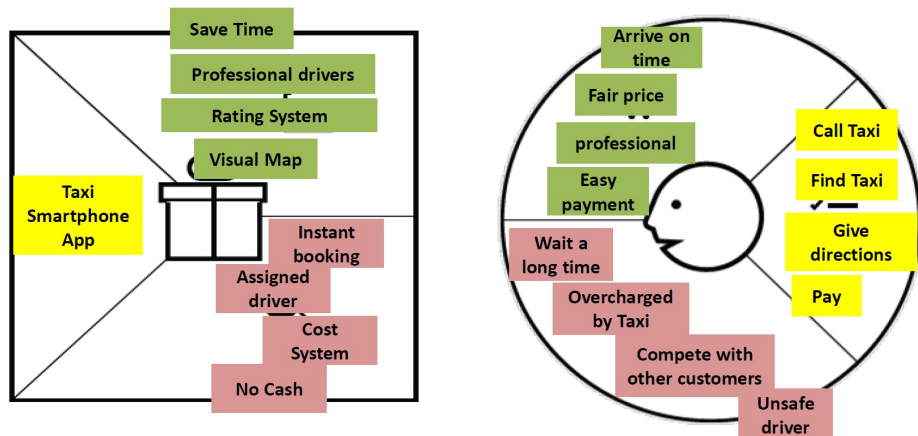 Save Time
Professional drivers
Rating System
Visual Map
Taxi
Smartphone
App
Instant
booking
Assigned
driver
Cost
System
No Cash
Arrive on
time
Fair price
professional
Easy
payment
Call Taxi
Find Taxi
Give
directions
Pay
Wait a
long time
Overcharged
by Taxi
Compete with
other customers
Unsafe
driver